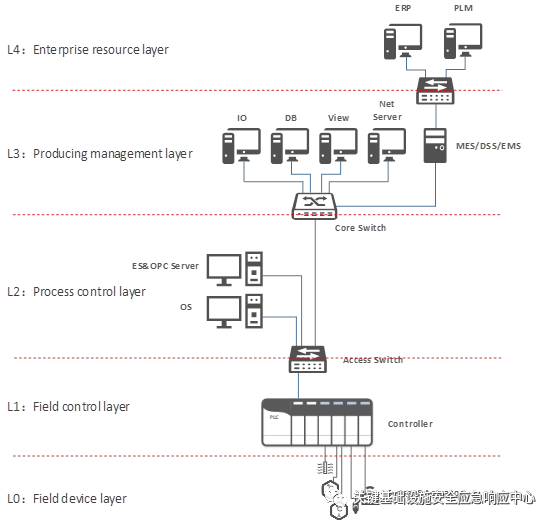 ERP PLM
L4：Enterprise resource layer
IO DB View Net
Server
MES/DSS/EMS
L3：Producing management layer
Core Switch
ES&OPC Server
L2：Process control layer
OS
Access Switch
PLC
L1：Field control layer
Controller
L0：Field device layer
关键基础设施安全应急响应中心